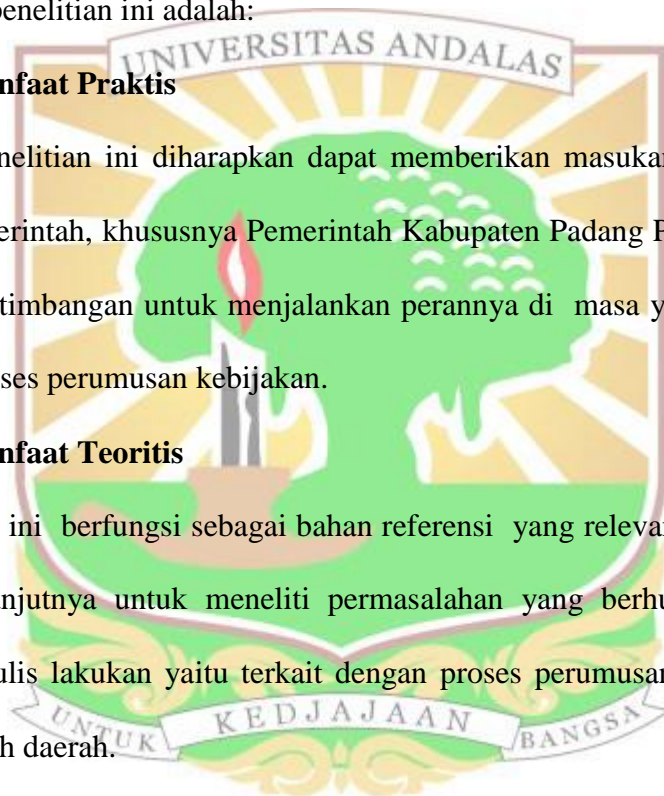 penelitian ini adalah:
UNIVERSITAS ANDALAS
nfaat Praktis
nelitian ini diharapkan dapat memberikan masukan
erintah, khususnya Pemerintah Kabupaten Padang P
timbangan untuk menjalankan perannya di masa y
ses perumusan kebijakan.
nfaat Teoritis
ini berfungsi sebagai bahan referensi yang relevan
anjutnya untuk meneliti permasalahan yang berhu
ulis lakukan yaitu terkait dengan proses perumusan
h daerah.
UNTUK KEDJAJAAN BANGSA